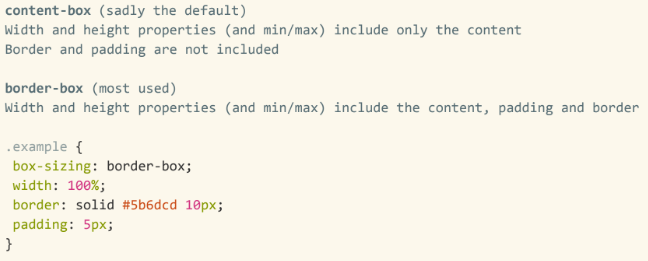 content-box (sadly the default)
Width and height properties (and min/max) include only the content
Border and padding are not included
border-box (most used)
Width and height properties (and min/max) include the content, padding and border
.example {
box-sizing: border-box;
width: 100%;
border: solid #5b6dcd 10px;
padding: 5px;
}